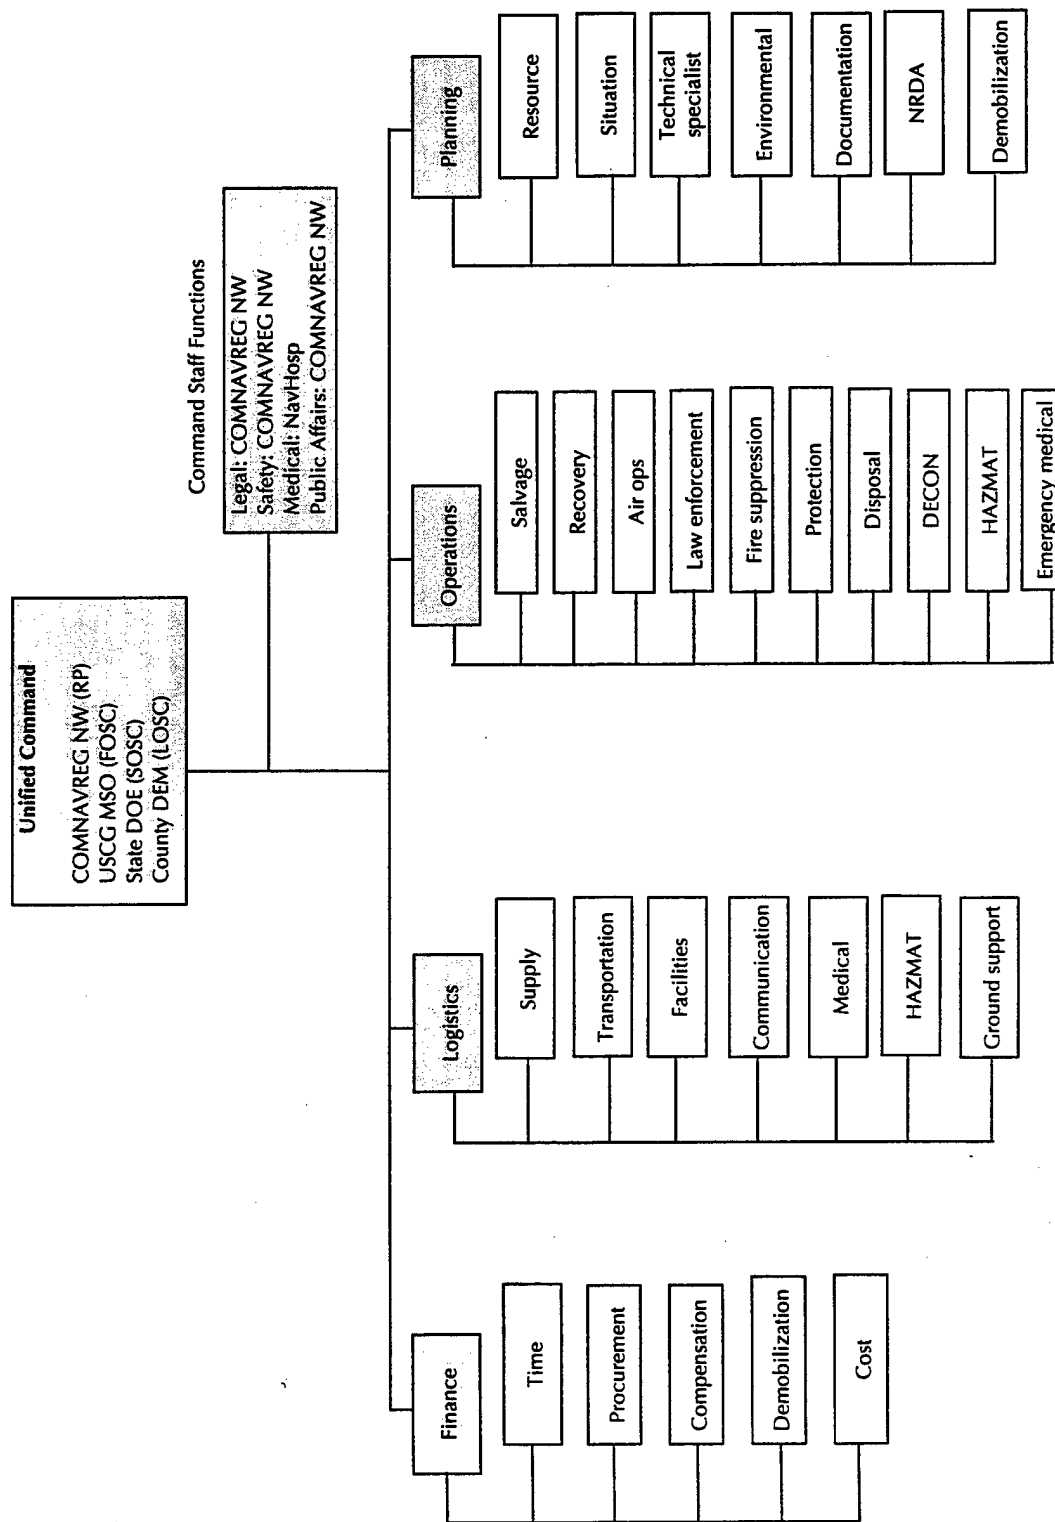 Unified Command
COMNAVREG NW (RP)
USCG MSO (FOSC)
State DOE (SOSC)
County DEM (LOSC)
Command Staff Functions
Legal: COMNAVREG NW
Safety: COMNAVREG NW
Medical: NavHosp
Public Affairs: COMNAVREG NW
Finance
Time
Procurement
Compensation
Demobilization
Cost
Logistics
Supply
Transportation
Facilities
Communication
Medical
HAZMAT
Ground support
Operations
Salvage
Recovery
Air ops
Law enforcement
Fire suppression
Protection
Disposal
DECON
HAZMAT
Emergency medical
Planning
Resource
Situation
Technical
specialist
Environmental
Documentation
NRDA
Demobilization